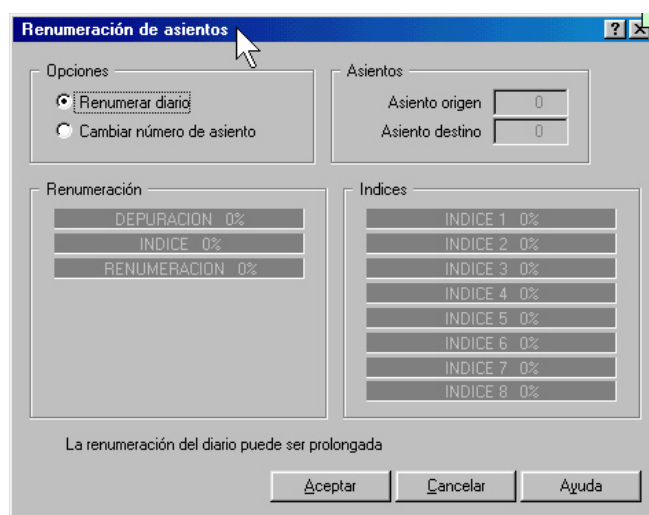 Renumeración de asientos
Opciones
Renumerar diario
Cambiar número de asiento
Asientos
Asiento origen 0
Asiento destino 0
Renumeración
DEPURACION 0%
INDICE 0%
RENUMERACION 0%
Indices
INDICE 1 0%
INDICE 2 0%
INDICE 3 0%
INDICE 4 0%
INDICE 5 0%
INDICE 6 0%
INDICE 7 0%
INDICE 8 0%
La renumeración del diario puede ser prolongada
Aceptar Cancelar Ayuda